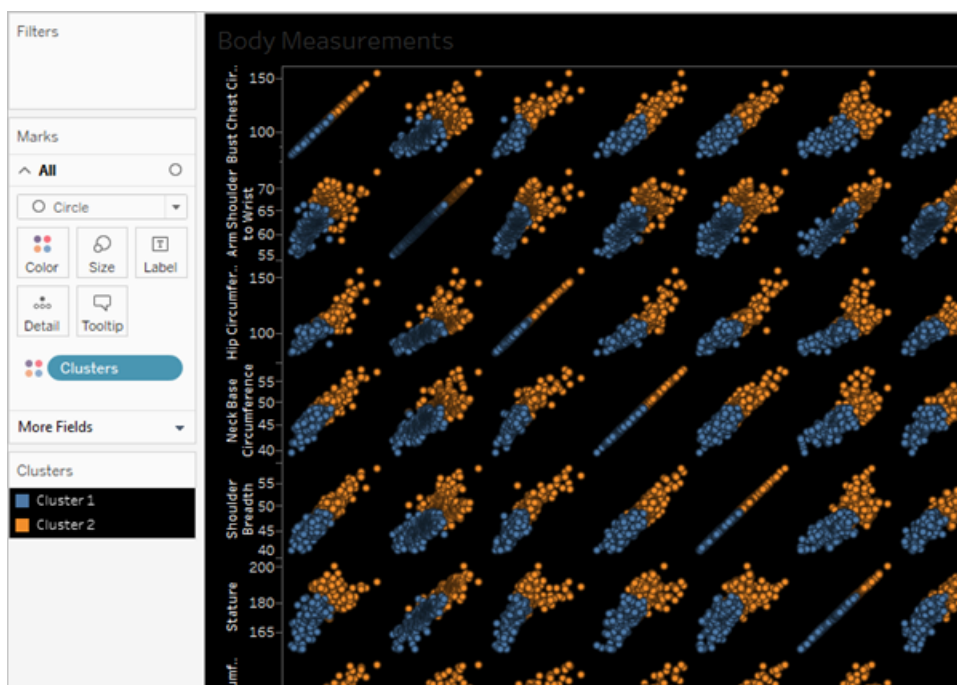 Filters
Marks
All
Circle
Color
Size
Label
Detail
Tooltip
Clusters
More Fields
Clusters
Cluster 1
Cluster 2
Body Measurements
Bust Chest Cir..
150
100
Arm Shoulder
to Wrist
70
65
60
55
Hip Circumfer..
150
100
Neck Base
Circumference
55
50
45
40
Shoulder
Breadth
55
50
45
40
Stature
200
180
165
umf..